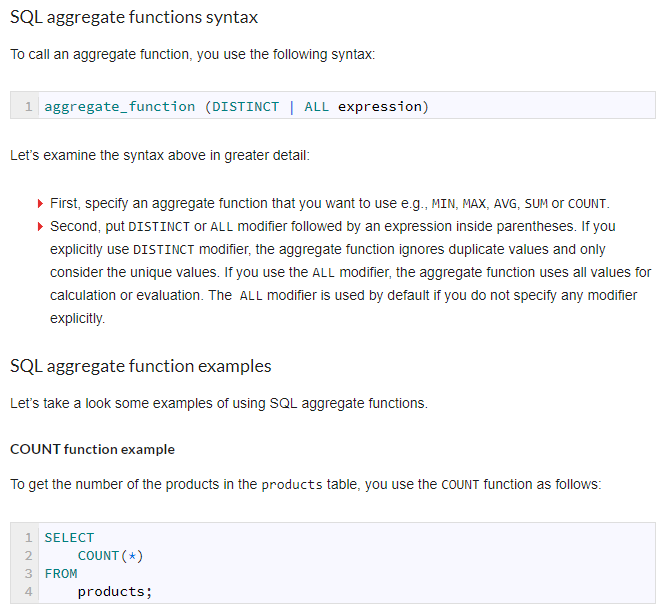 SQL aggregate functions syntax
To call an aggregate function, you use the following syntax:
1 aggregate_function (DISTINCT | ALL expression)
Let's examine the syntax above in greater detail:
First, specify an aggregate function that you want to use e.g., MIN, MAX, AVG, SUM or COUNT.
Second, put DISTINCT or ALL modifier followed by an expression inside parentheses. If you
explicitly use DISTINCT modifier, the aggregate function ignores duplicate values and only
consider the unique values. If you use the ALL modifier, the aggregate function uses all values for
calculation or evaluation. The ALL modifier is used by default if you do not specify any modifier
explicitly.
SQL aggregate function examples
Let's take a look some examples of using SQL aggregate functions.
COUNT function example
To get the number of the products in the products table, you use the COUNT function as follows:
1 SELECT
2     COUNT(*)
3 FROM
4     products;